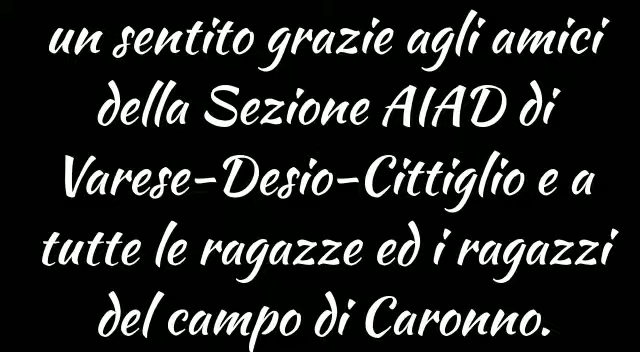 un sentito grazie agli amici
della Sezione AIAD di
Varese-Desio-Cittiglio e a
tutte le ragazze ed i ragazzi
del campo di Caronno.